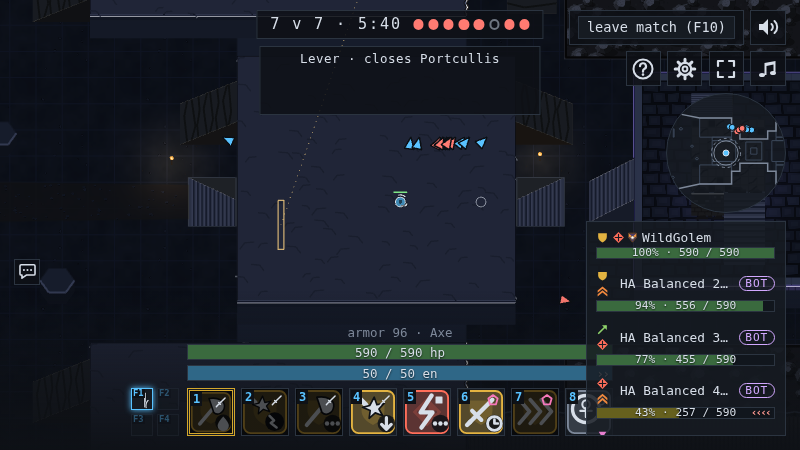 7 v 7 · 5:40
leave match (F10)
Lever · closes Portcullis
WildGolem
100% · 590 / 590
HA Balanced 2… BOT
94% · 556 / 590
HA Balanced 3… BOT
77% · 455 / 590
HA Balanced 4… BOT
43% · 257 / 590
armor 96 · Axe
590 / 590 hp
50 / 50 en
F1 F2
F3 F4
1 2 3 4 5 6 7 8